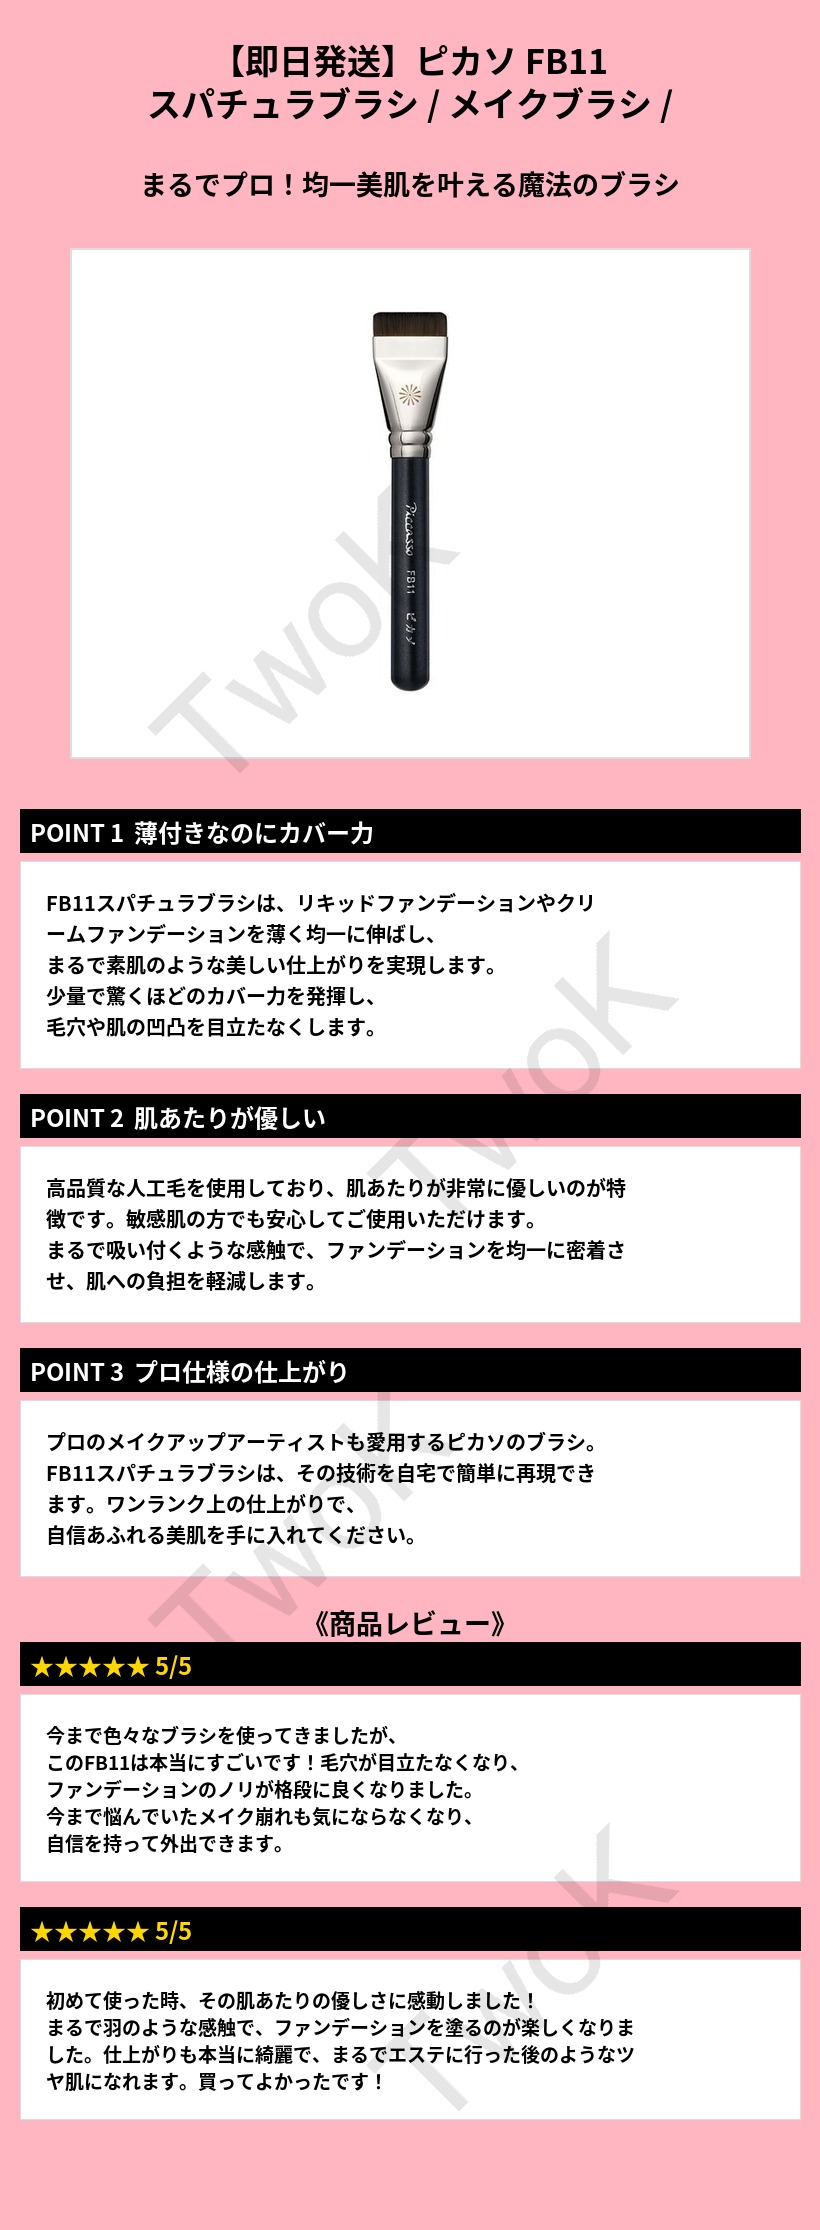 【即日発送】ピカソ FB11
スパチュラブラシ / メイクブラシ /
まるでプロ！均一美肌を叶える魔法のブラシ
Piccasso FB11 ピカソ
TwoK
POINT 1 薄付きなのにカバー力
FB11スパチュラブラシは、リキッドファンデーションやクリ
ームファンデーションを薄く均一に伸ばし、
まるで素肌のような美しい仕上がりを実現します。
少量で驚くほどのカバー力を発揮し、
毛穴や肌の凹凸を目立たなくします。
TwoK
POINT 2 肌あたりが優しい
高品質な人工毛を使用しており、肌あたりが非常に優しいのが特
徴です。敏感肌の方でも安心してご使用いただけます。
まるで吸い付くような感触で、ファンデーションを均一に密着さ
せ、肌への負担を軽減します。
POINT 3 プロ仕様の仕上がり
プロのメイクアップアーティストも愛用するピカソのブラシ。
FB11スパチュラブラシは、その技術を自宅で簡単に再現でき
ます。ワンランク上の仕上がりで、
自信あふれる美肌を手に入れてください。
TwoK
《商品レビュー》
★★★★★ 5/5
今まで色々なブラシを使ってきましたが、
このFB11は本当にすごいです！毛穴が目立たなくなり、
ファンデーションのノリが格段に良くなりました。
今まで悩んでいたメイク崩れも気にならなくなり、
自信を持って外出できます。
★★★★★ 5/5
初めて使った時、その肌あたりの優しさに感動しました！
まるで羽のような感触で、ファンデーションを塗るのが楽しくなりま
した。仕上がりも本当に綺麗で、まるでエステに行った後のようなツ
ヤ肌になれます。買ってよかったです！
TwoK